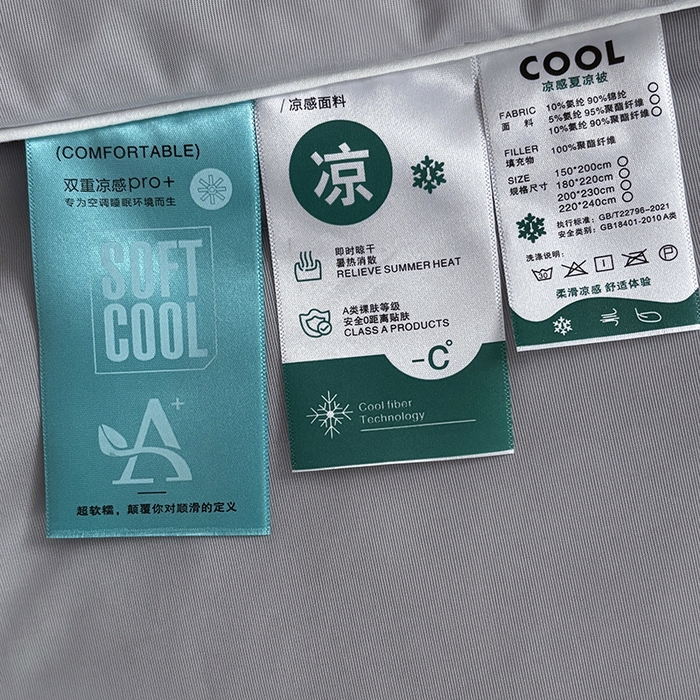 (COMFORTABLE)
双重凉感pro+
专为空调睡眠环境而生
SOFT
COOL
A+
超软糯，颠覆你对顺滑的定义
/凉感面料
凉
即时晾干
暑热消散
RELIEVE SUMMER HEAT
A类裸肤等级
安全0距离贴肤
CLASS A PRODUCTS
-C°
Cool fiber
Technology
COOL
凉感夏凉被
FABRIC 10%氨纶 90%锦纶
面 料 5%氨纶 95%聚酯纤维
10%氨纶 90%聚酯纤维
FILLER 100%聚酯纤维
填充物
SIZE 150*200cm
规格尺寸 180*220cm
200*230cm
220*240cm
执行标准：GB/T22796-2021
安全类别：GB18401-2010 A类
洗涤说明：
柔滑凉感 舒适体验